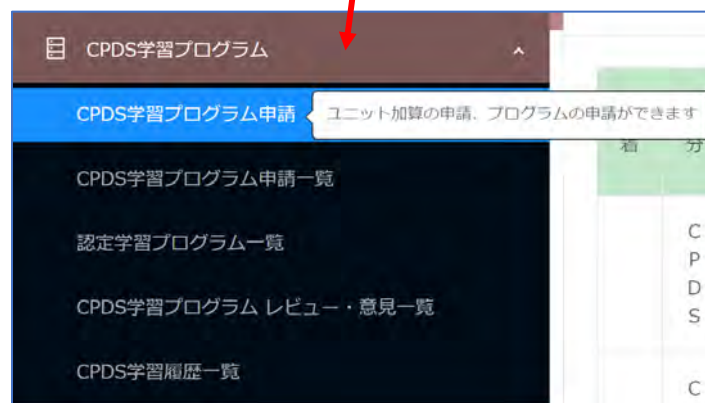 CPDS学習プログラム
CPDS学習プログラム申請
ユニット加算の申請、プログラムの申請ができます
着 分
CPDS学習プログラム申請一覧
認定学習プログラム一覧
C
P
D
S
CPDS学習プログラム レビュー・意見一覧
CPDS学習履歴一覧
C